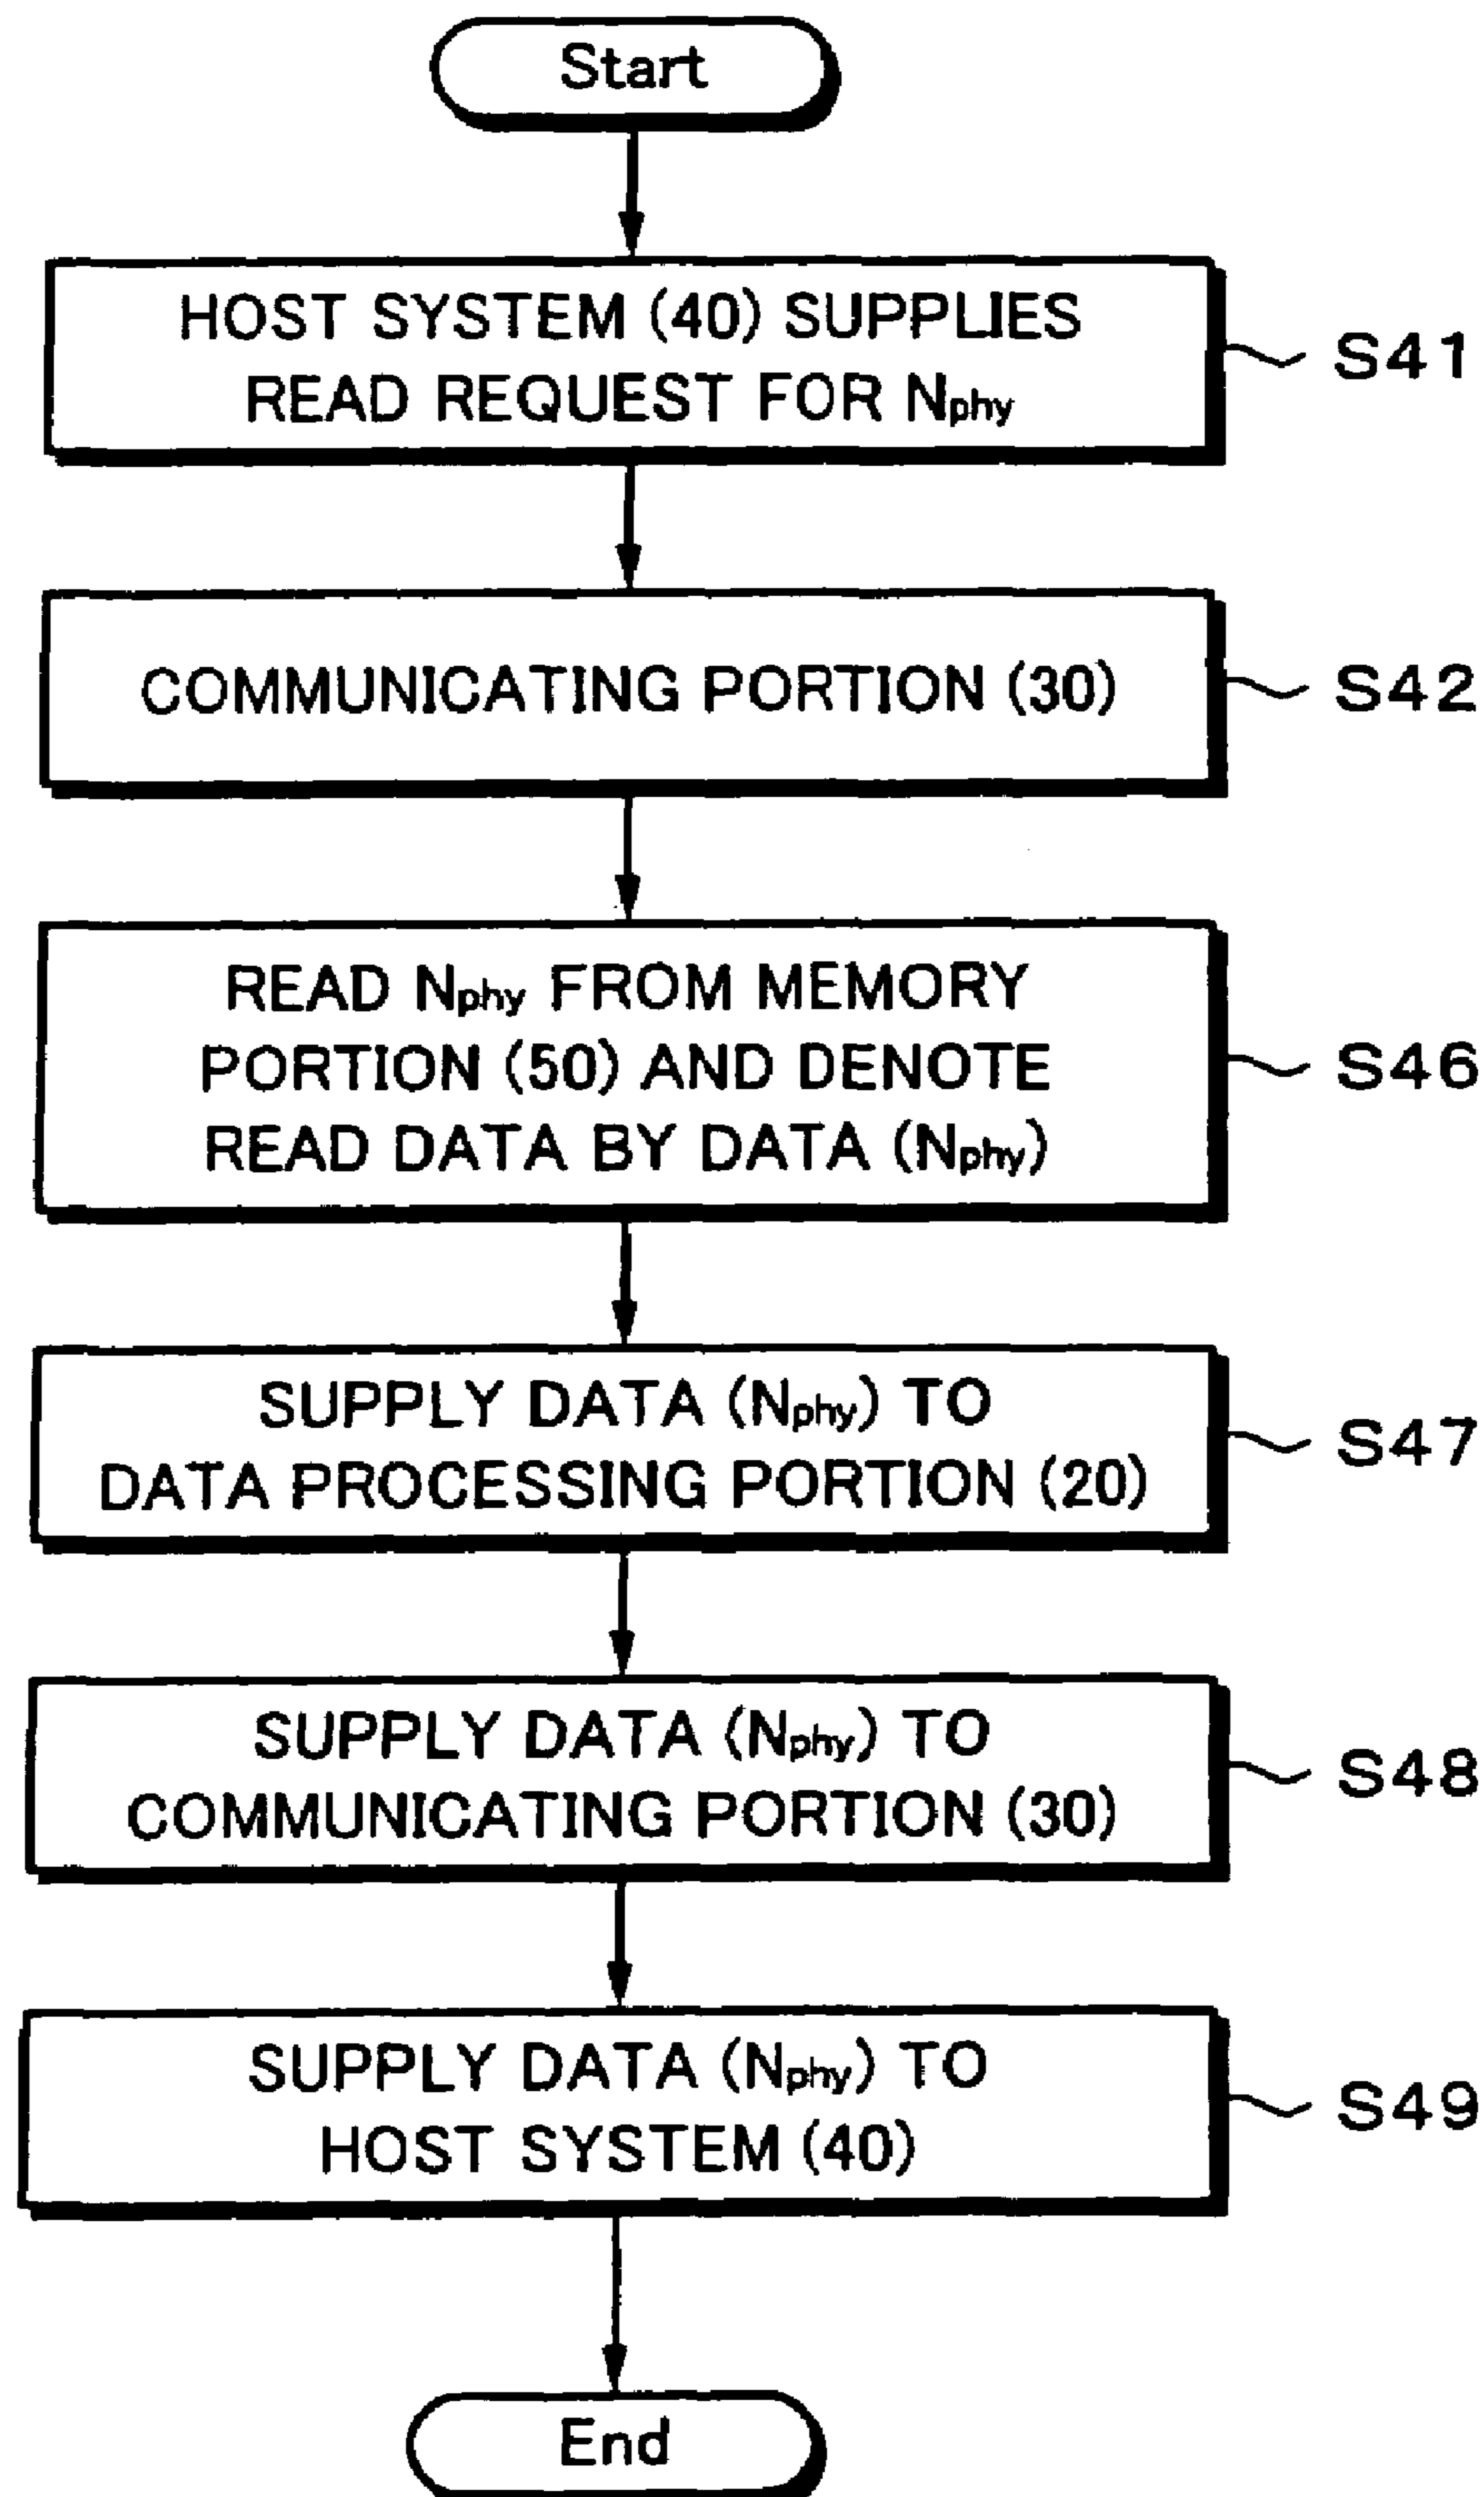 Start
HOST SYSTEM (40) SUPPLIES
READ REQUEST FOR Nphy
S41
COMMUNICATING PORTION (30)
S42
READ Nphy FROM MEMORY
PORTION (50) AND DENOTE
READ DATA BY DATA (Nphy)
S46
SUPPLY DATA (Nphy) TO
DATA PROCESSING PORTION (20)
S47
SUPPLY DATA (Nphy) TO
COMMUNICATING PORTION (30)
S48
SUPPLY DATA (Nphy) TO
HOST SYSTEM (40)
S49
End